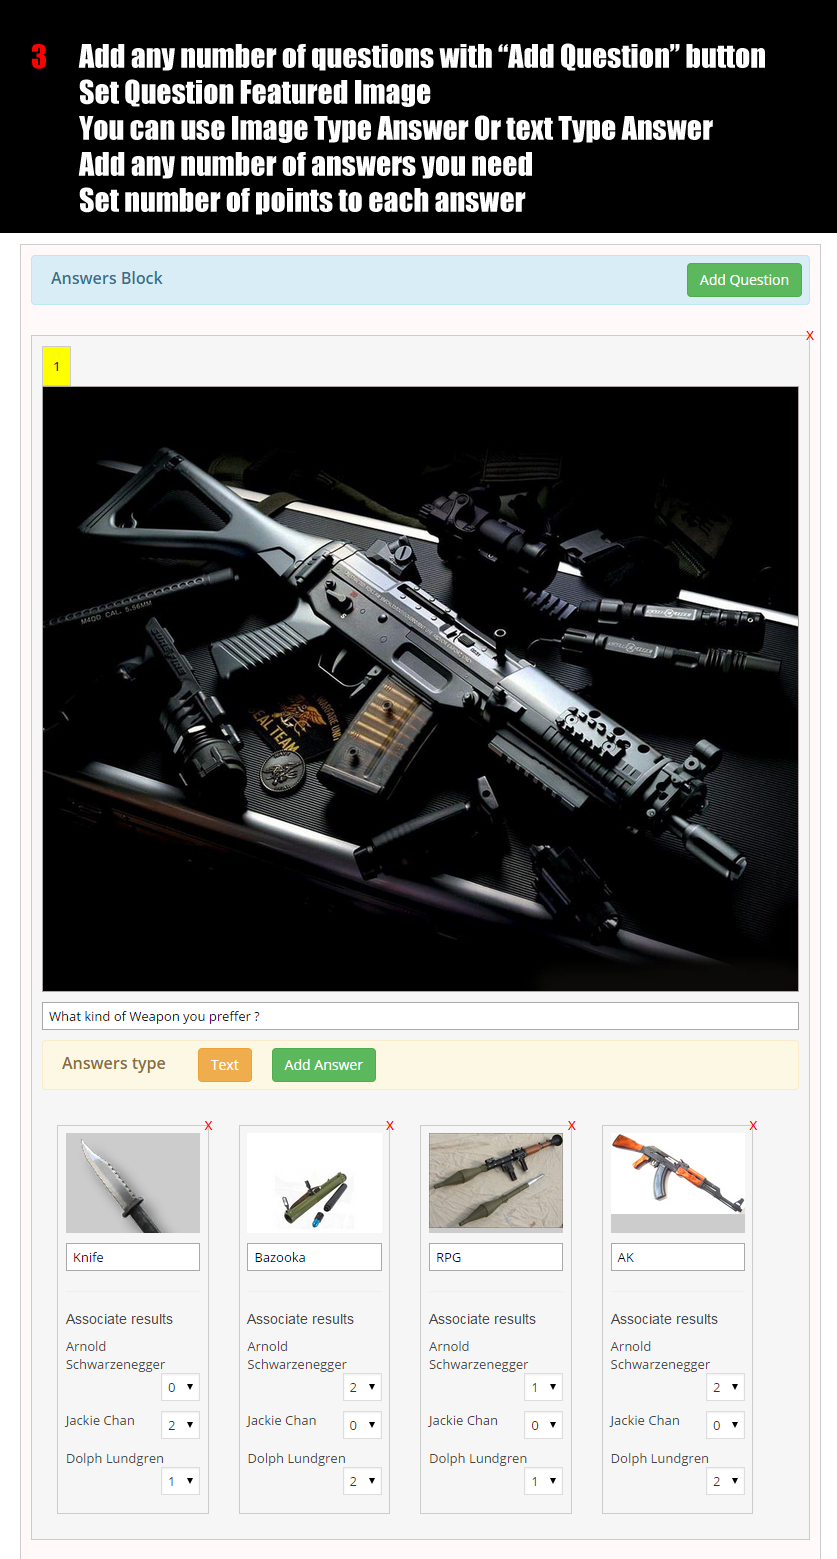 3 Add any number of questions with “Add Question” button
Set Question Featured Image
You can use Image Type Answer Or text Type Answer
Add any number of answers you need
Set number of points to each answer
Answers Block
Add Question
X
1
M4QD CAL. 5.56MM
SUREFIRE
SEAL TEAM
What kind of Weapon you preffer ?
Answers type
Text
Add Answer
X
X
X
X
Knife
Bazooka
RPG
AK
Associate results
Arnold
Schwarzenegger
0
Jackie Chan
2
Dolph Lundgren
1
Associate results
Arnold
Schwarzenegger
2
Jackie Chan
0
Dolph Lundgren
2
Associate results
Arnold
Schwarzenegger
1
Jackie Chan
0
Dolph Lundgren
1
Associate results
Arnold
Schwarzenegger
2
Jackie Chan
0
Dolph Lundgren
2